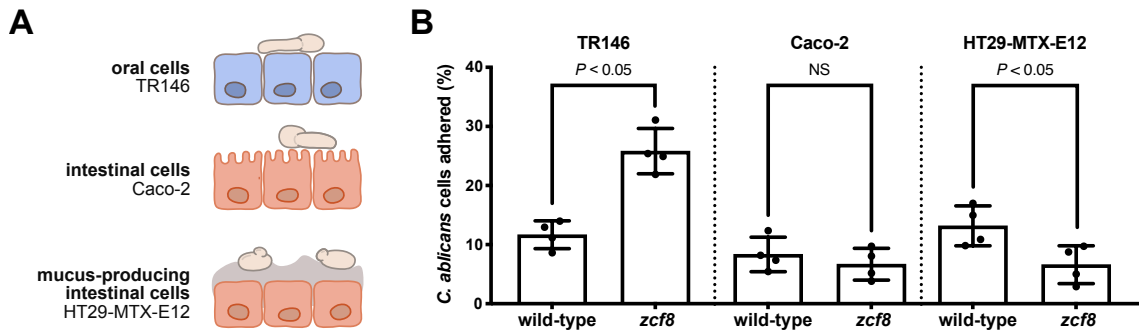 A
oral cells
TR146
intestinal cells
Caco-2
mucus-producing
intestinal cells
HT29-MTX-E12
B
TR146
Caco-2
HT29-MTX-E12
P < 0.05
NS
P < 0.05
C. ablicans cells adhered (%)
40
30
20
10
0
wild-type
zcf8
wild-type
zcf8
wild-type
zcf8